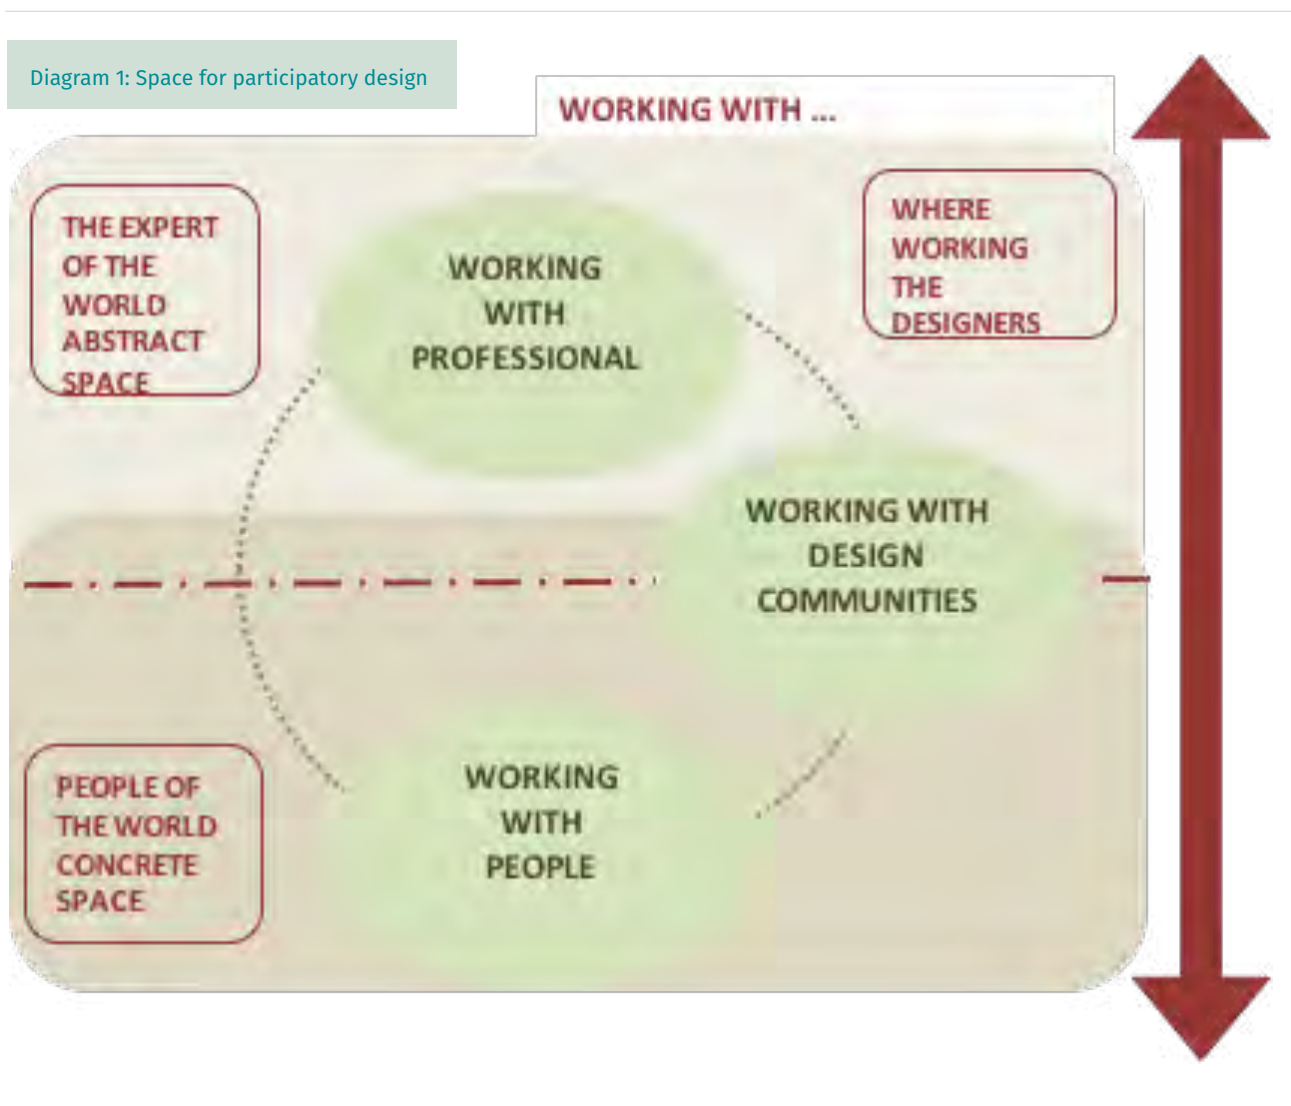 Diagram 1: Space for participatory design
WORKING WITH ...
THE EXPERT
OF THE
WORLD
ABSTRACT
SPACE
WORKING
WITH
PROFESSIONAL
WHERE
WORKING
THE
DESIGNERS
WORKING WITH
DESIGN
COMMUNITIES
PEOPLE OF
THE WORLD
CONCRETE
SPACE
WORKING
WITH
PEOPLE